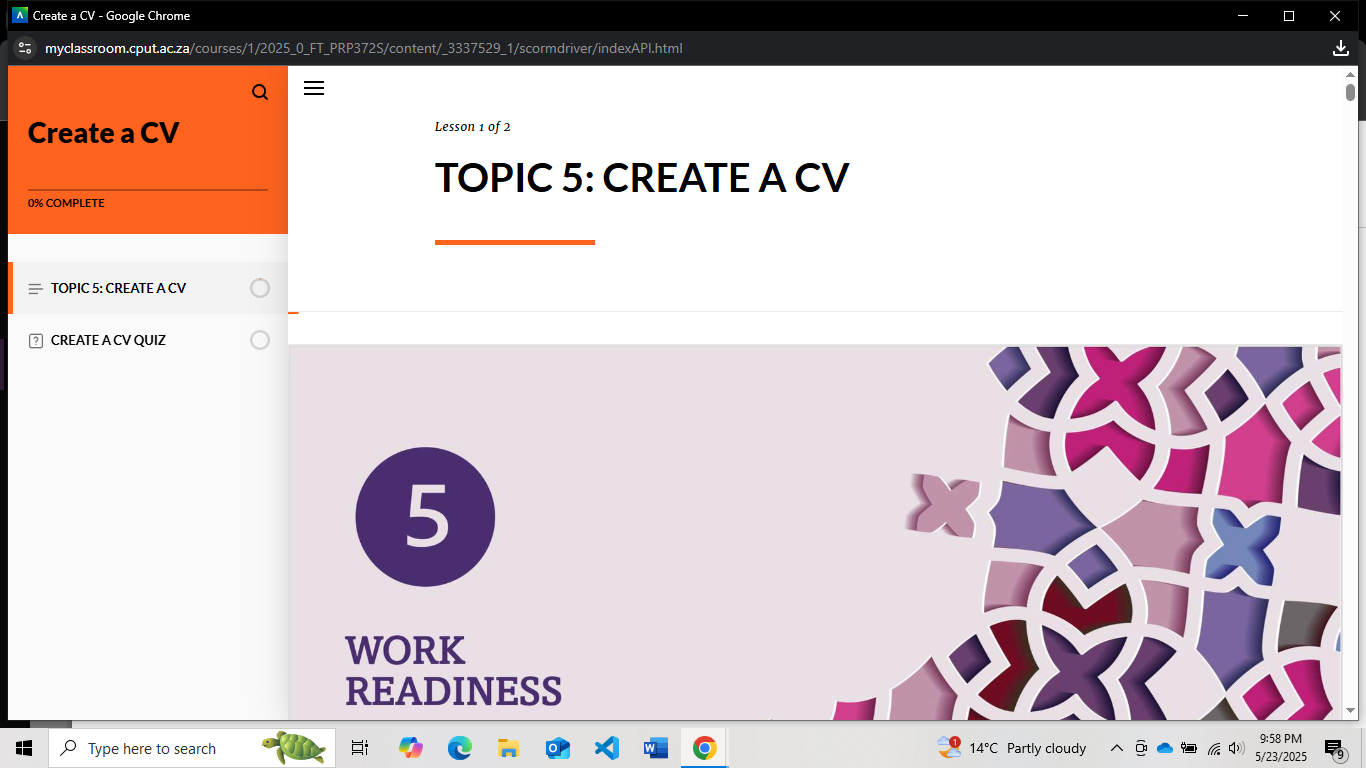 Create a CV - Google Chrome
myclassroom.cput.ac.za/courses/1/2025_0_FT_PRP372S/content/_3337529_1/scormdriver/indexAPI.html
Create a CV
0% COMPLETE
TOPIC 5: CREATE A CV
CREATE A CV QUIZ
Lesson 1 of 2
TOPIC 5: CREATE A CV
5
WORK
READINESS
Type here to search
1
14°C Partly cloudy
9:58 PM
5/23/2025
9